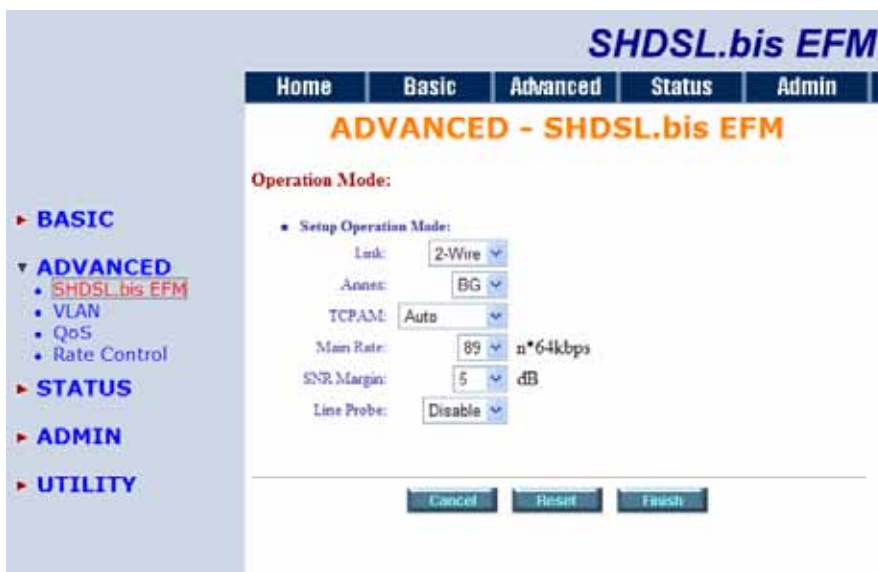 SHDSL.bis EFM
Home Basic Advanced Status Admin
ADVANCED - SHDSL.bis EFM
BASIC
ADVANCED
SHDSL.bis EFM
VLAN
QoS
Rate Control
STATUS
ADMIN
UTILITY
Operation Mode:
Setup Operation Mode:
Link: 2-Wire
Annex: BG
TCPAM: Auto
Main Rate: 89 n*64kbps
SNR Margin: 5 dB
Line Probe: Disable
Cancel Reset Finish